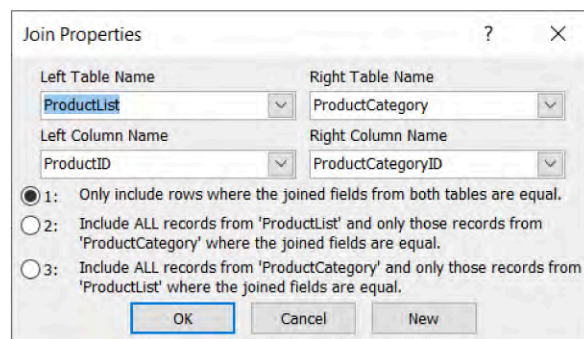 Join Properties ? ✕
Left Table Name Right Table Name
ProductList ProductCategory
Left Column Name Right Column Name
ProductID ProductCategoryID
1: Only include rows where the joined fields from both tables are equal.
2: Include ALL records from 'ProductList' and only those records from
'ProductCategory' where the joined fields are equal.
3: Include ALL records from 'ProductCategory' and only those records from
'ProductList' where the joined fields are equal.
OK Cancel New